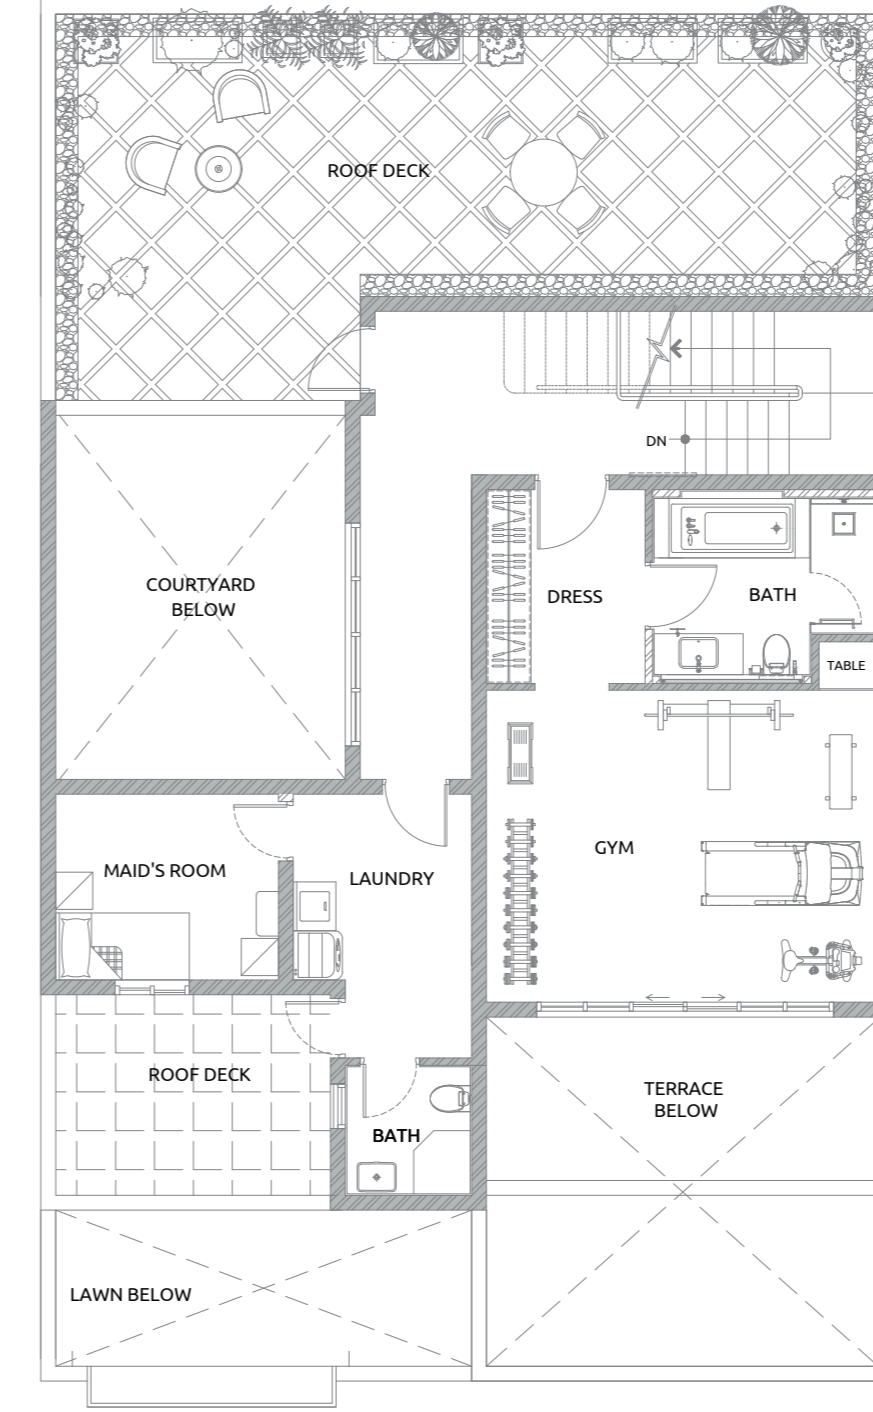 ROOF DECK
DN
COURTYARD
BELOW
DRESS
BATH
TABLE
GYM
MAID'S ROOM
LAUNDRY
ROOF DECK
TERRACE
BELOW
BATH
LAWN BELOW